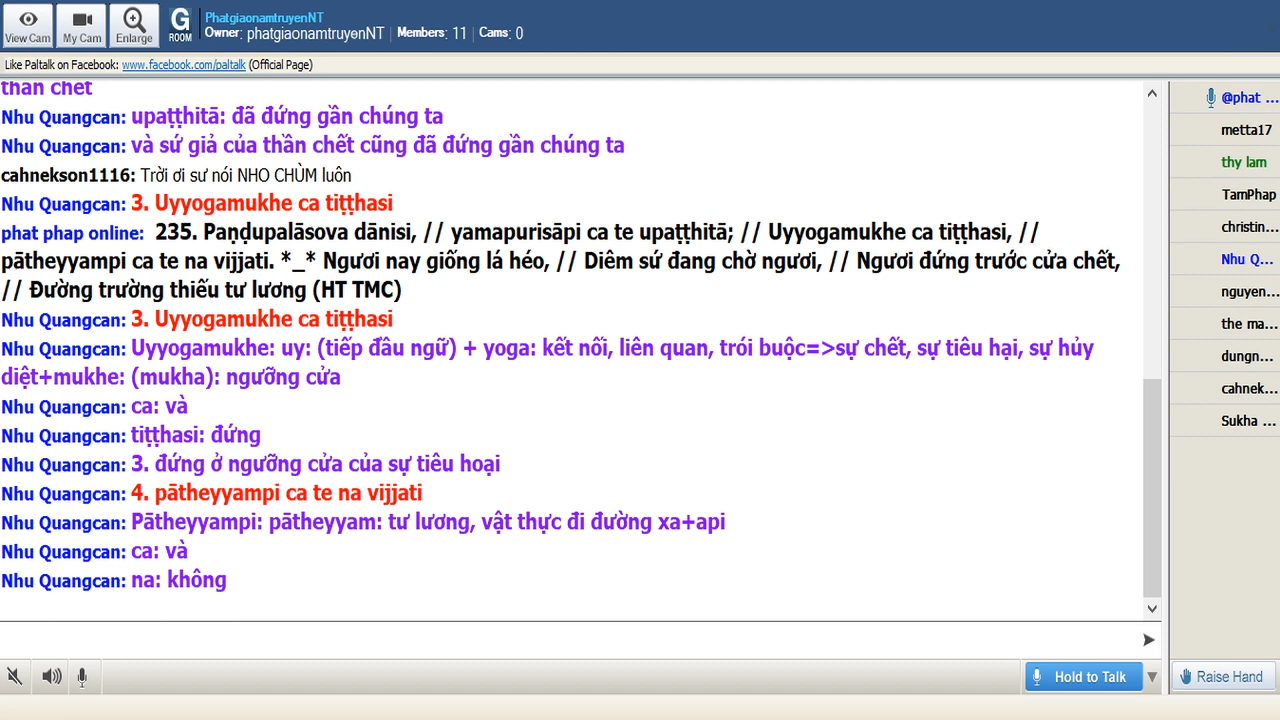 PhatgiaonamtruyenNT
Owner: phatgiaonamtruyenNT | Members: 11 | Cams: 0
View Cam
My Cam
Enlarge
G
ROOM
Like Paltalk on Facebook: www.facebook.com/paltalk (Official Page)
thần chết
Nhu Quangcan: upaṭṭhitā: đã đứng gần chúng ta
Nhu Quangcan: và sứ giả của thần chết cũng đã đứng gần chúng ta
cahnekson1116: Trời ơi sư nói NHO CHÙM luôn
Nhu Quangcan: 3. Uyyogamukhe ca tiṭṭhasi
phat phap online: 235. Paṇḍupalāsova dānisi, // yamapurisāpi ca te upaṭṭhitā; // Uyyogamukhe ca tiṭṭhasi, //
pātheyyampi ca te na vijjati. *_* Ngươi nay giống lá héo, // Diêm sứ đang chờ ngươi, // Ngươi đứng trước cửa chết,
// Đường trường thiếu tư lương (HT TMC)
Nhu Quangcan: 3. Uyyogamukhe ca tiṭṭhasi
Nhu Quangcan: Uyyogamukhe: uy: (tiếp đầu ngữ) + yoga: kết nối, liên quan, trói buộc=>sự chết, sự tiêu hại, sự hủy
diệt+mukhe: (mukha): ngưỡng cửa
Nhu Quangcan: ca: và
Nhu Quangcan: tiṭṭhasi: đứng
Nhu Quangcan: 3. đứng ở ngưỡng cửa của sự tiêu hoại
Nhu Quangcan: 4. pātheyyampi ca te na vijjati
Nhu Quangcan: Pātheyyampi: pātheyyam: tư lương, vật thực đi đường xa+api
Nhu Quangcan: ca: và
Nhu Quangcan: na: không
@phat ...
metta17
thy lam
TamPhap
christin...
Nhu Q...
nguyen...
the ma...
dungn...
cahnek...
Sukha ...
Hold to Talk
Raise Hand